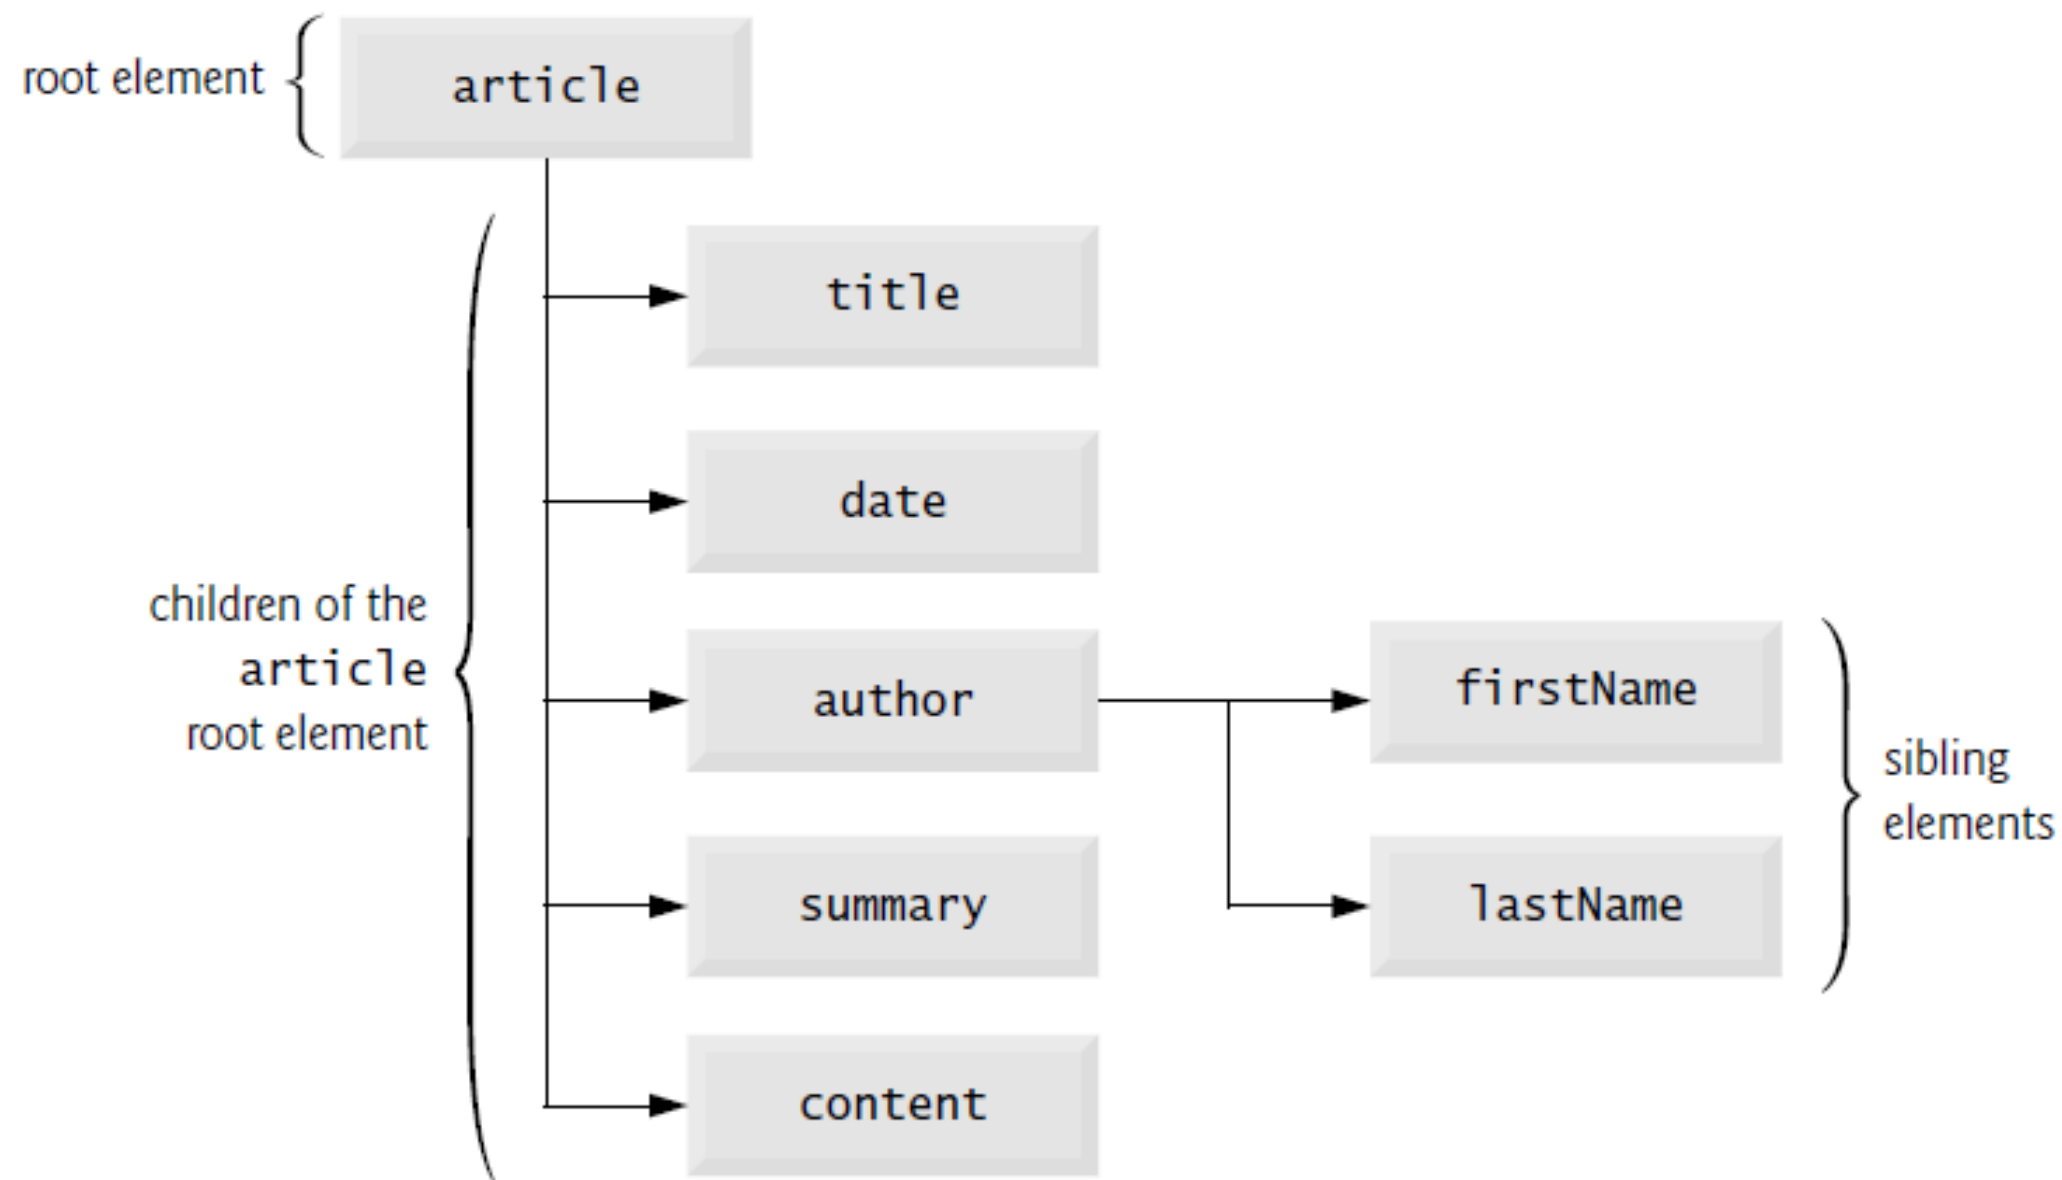 root element
article
title
date
children of the
article
root element
author
firstName
sibling
elements
summary
lastName
content